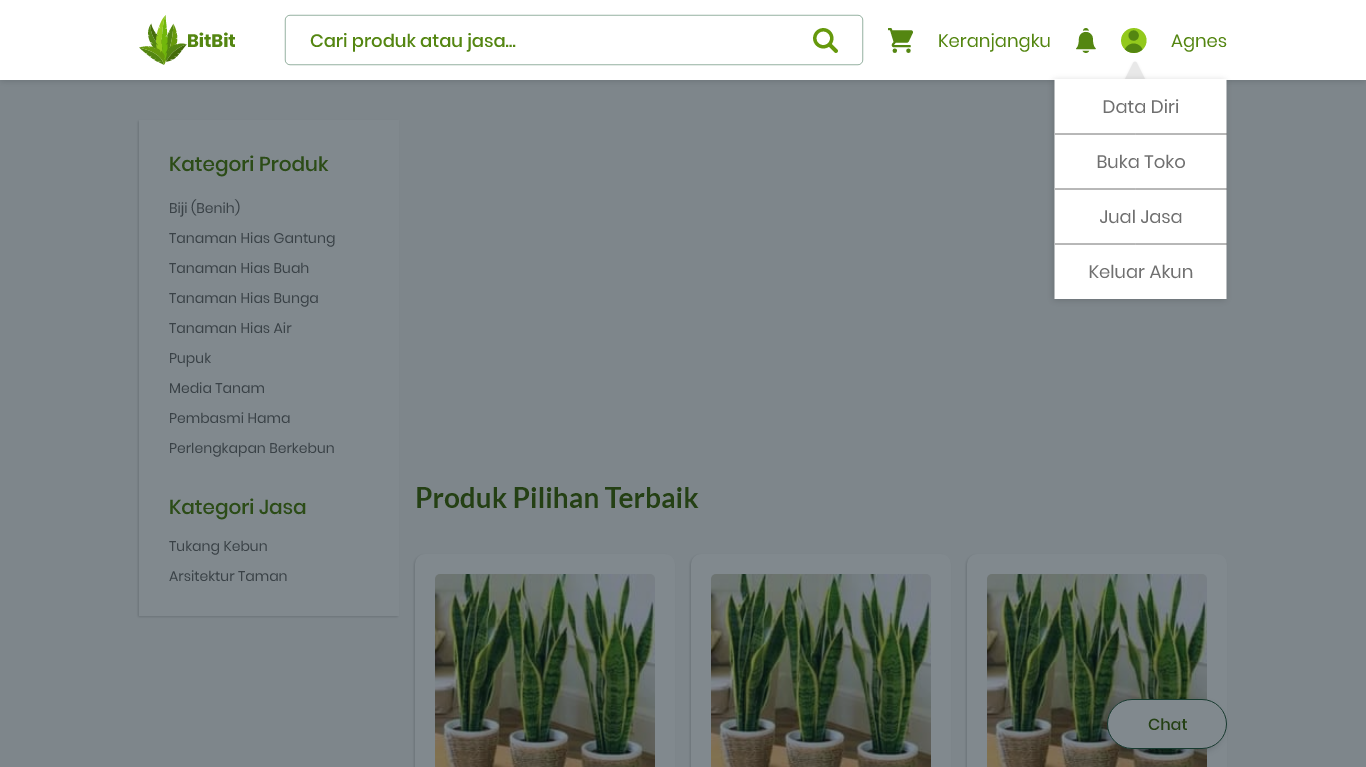 BitBit
Cari produk atau jasa...
Keranjangku
Agnes
Data Diri
Buka Toko
Jual Jasa
Keluar Akun
Kategori Produk
Biji (Benih)
Tanaman Hias Gantung
Tanaman Hias Buah
Tanaman Hias Bunga
Tanaman Hias Air
Pupuk
Media Tanam
Pembasmi Hama
Perlengkapan Berkebun
Kategori Jasa
Tukang Kebun
Arsitektur Taman
Produk Pilihan Terbaik
Chat